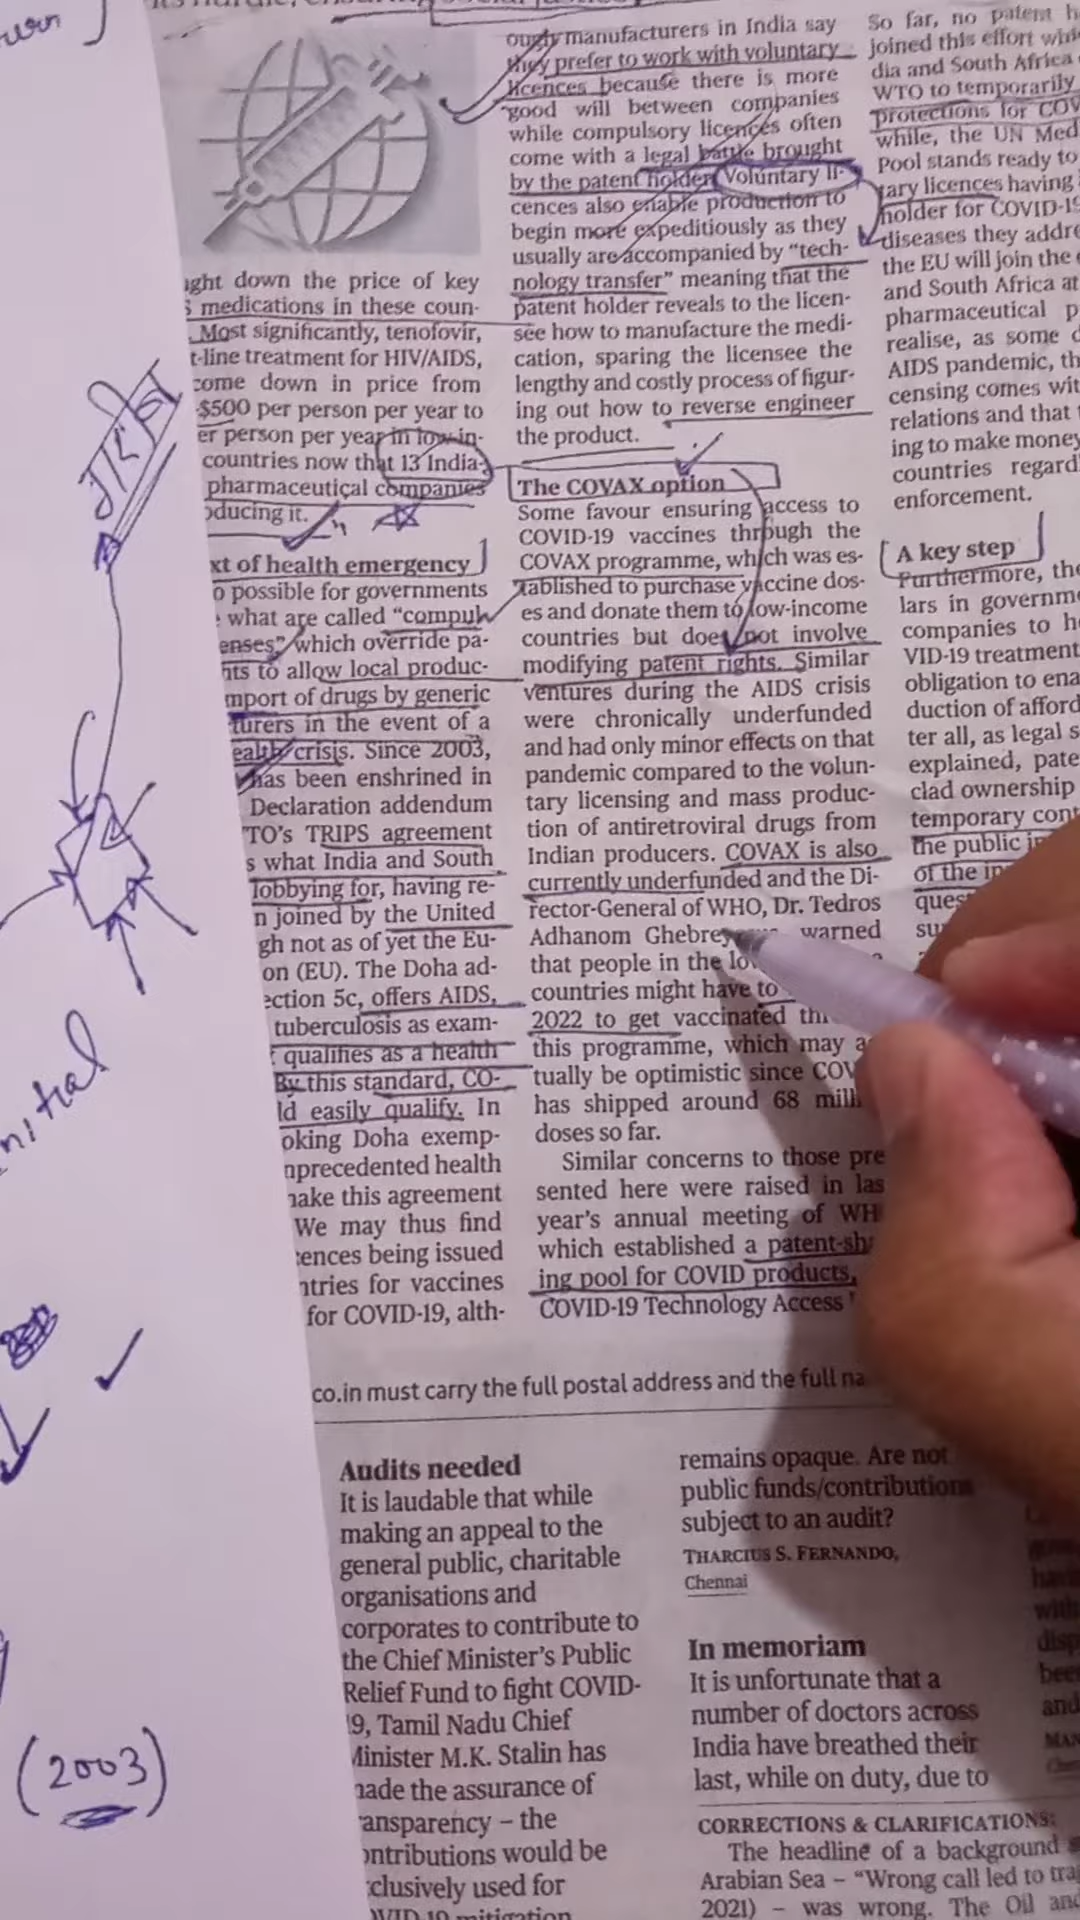 urn
ought down the price of key
medications in these coun-
Most significantly, tenofovir,
t-line treatment for HIV/AIDS,
come down in price from
$500 per person per year to
er person per year in low-in-
countries now that 13 India-
pharmaceutical companies
oducing it.
xt of health emergency
o possible for governments
what are called “compul-
enses”, which override pa-
nts to allow local produc-
mport of drugs by generic
turers in the event of a
ealth crisis. Since 2003,
has been enshrined in
Declaration addendum
TO’s TRIPS agreement
s what India and South
lobbying for, having re-
n joined by the United
gh not as of yet the Eu-
on (EU). The Doha ad-
ection 5c, offers AIDS,
tuberculosis as exam-
qualifies as a health
By this standard, CO-
ld easily qualify. In
oking Doha exemp-
nprecedented health
make this agreement
We may thus find
cences being issued
ntries for vaccines
for COVID-19, alth-
ough manufacturers in India say
they prefer to work with voluntary
licences because there is more
good will between companies
while compulsory licences often
come with a legal battle brought
by the patent holder. Voluntary li-
cences also enable production to
begin more expeditiously as they
usually are accompanied by “tech-
nology transfer” meaning that the
patent holder reveals to the licen-
see how to manufacture the medi-
cation, sparing the licensee the
lengthy and costly process of figur-
ing out how to reverse engineer
the product.
The COVAX option
Some favour ensuring access to
COVID-19 vaccines through the
COVAX programme, which was es-
tablished to purchase vaccine dos-
es and donate them to low-income
countries but does not involve
modifying patent rights. Similar
ventures during the AIDS crisis
were chronically underfunded
and had only minor effects on that
pandemic compared to the volun-
tary licensing and mass produc-
tion of antiretroviral drugs from
Indian producers. COVAX is also
currently underfunded and the Di-
rector-General of WHO, Dr. Tedros
Adhanom Ghebrey warned
that people in the lo
countries might have to
2022 to get vaccinated th
this programme, which may a
tually be optimistic since COV
has shipped around 68 milli
doses so far.
Similar concerns to those pre
sented here were raised in las
year’s annual meeting of WH
which established a patent-sh
ing pool for COVID products,
COVID-19 Technology Access
So far, no patent h
joined this effort whi
dia and South Africa
WTO to temporarily
protections for COV
while, the UN Med
Pool stands ready to
tary licences having
holder for COVID-19
diseases they addre
the EU will join the
and South Africa at
pharmaceutical p
realise, as some d
AIDS pandemic, th
censing comes wit
relations and that
ing to make money
countries regard
enforcement.
A key step
Furthermore, the
lars in governme
companies to h
VID-19 treatment
obligation to ena
duction of afford
ter all, as legal s
explained, pate
clad ownership
temporary cont
the public i
of the in
ques
su
nitial
(2003)
co.in must carry the full postal address and the full na
Audits needed
It is laudable that while
making an appeal to the
general public, charitable
organisations and
corporates to contribute to
the Chief Minister’s Public
Relief Fund to fight COVID-
19, Tamil Nadu Chief
Minister M.K. Stalin has
made the assurance of
ransparency – the
ontributions would be
clusively used for
OVID-19 mitigation
remains opaque. Are not
public funds/contributions
subject to an audit?
THARCIUS S. FERNANDO,
Chennai
In memoriam
It is unfortunate that a
number of doctors across
India have breathed their
last, while on duty, due to
CORRECTIONS & CLARIFICATIONS:
The headline of a background
Arabian Sea – “Wrong call led to tra
2021) – was wrong. The Oil and
with
disp
bee
and
MAN